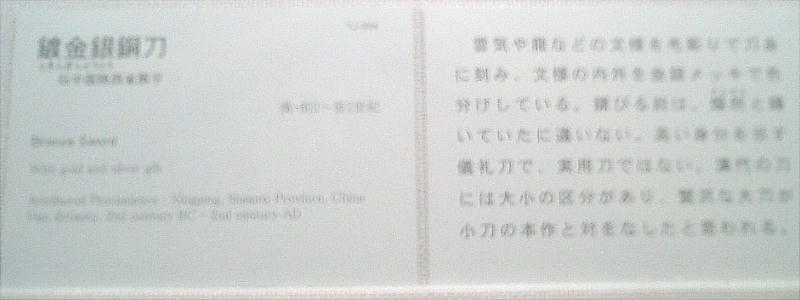 鍍金銀銅刀
伝中国陝西省興平
漢・前2〜後2世紀
Bronze Sword
With gold and silver gilt
Attributed Provenience : Xingping, Shaanxi Province, China
Han dynasty, 2nd century BC - 2nd century AD
雲気や龍などの文様を毛彫りで刀身
に刻み、文様の内外を金銀メッキで色
分けしている。錆びる前は、燦然と輝
いていたに違いない。高い身分を示す
儀礼刀で、実用刀ではない。漢代の刀
には大小の区分があり、贅沢な大刀が
小刀の本作と対をなしたと思われる。